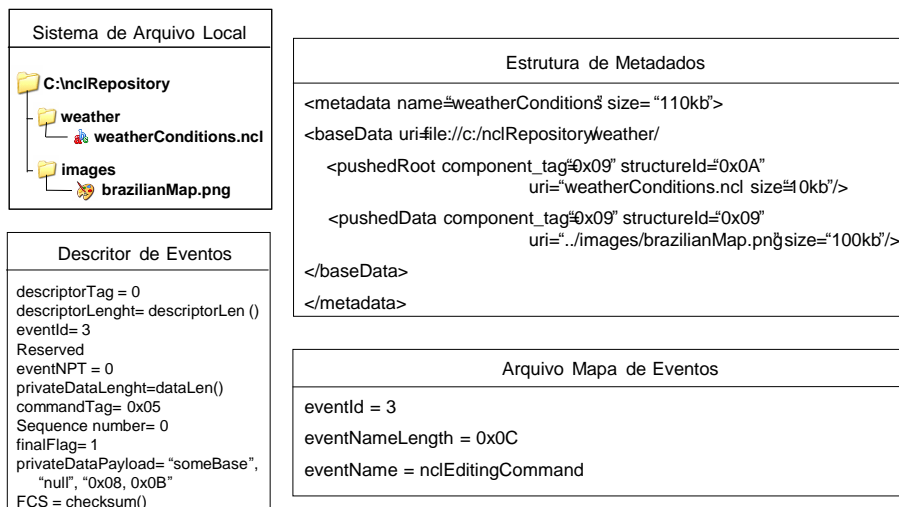 Sistema de Arquivo Local
C:\nclRepository
weather
weatherConditions.ncl
images
brazilianMap.png
Descritor de Eventos
descriptorTag = 0
descriptorLenght= descriptorLen ()
eventId= 3
Reserved
eventNPT = 0
privateDataLenght=dataLen()
commandTag= 0x05
Sequence number= 0
finalFlag= 1
privateDataPayload= “someBase”,
“null”, “0x08, 0x0B”
FCS = checksum()
Estrutura de Metadados
<metadata name=“weatherConditions” size= “110kb”>
<baseData uri=“file://c:/nclRepository/weather/
<pushedRoot component_tag=“0x09” structureId=“0x0A”
uri=“weatherConditions.ncl size=“10kb”/>
<pushedData component_tag=“0x09” structureId=“0x09”
uri=“../images/brazilianMap.png” size=“100kb”/>
</baseData>
</metadata>
Arquivo Mapa de Eventos
eventId = 3
eventNameLength = 0x0C
eventName = nclEditingCommand